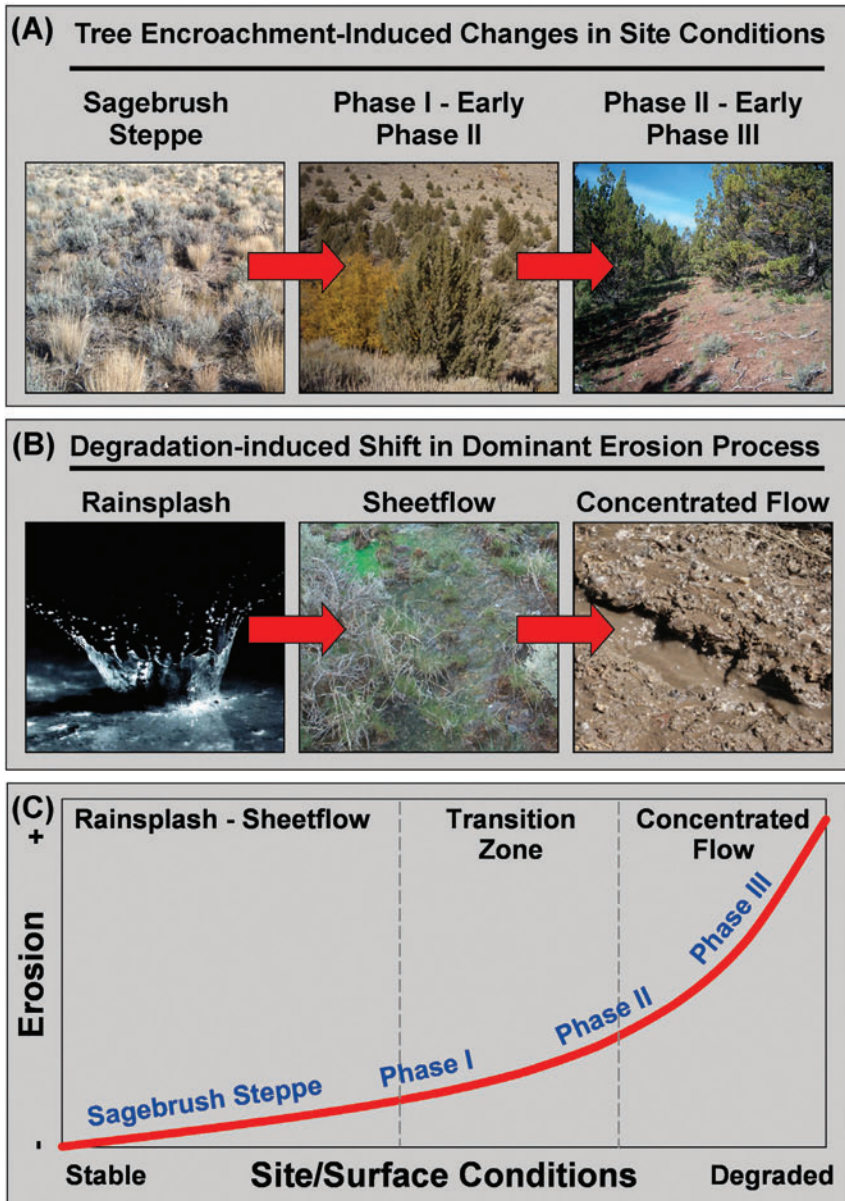 (A) Tree Encroachment-Induced Changes in Site Conditions
Sagebrush
Steppe
Phase I - Early
Phase II
Phase II - Early
Phase III
(B) Degradation-induced Shift in Dominant Erosion Process
Rainsplash
Sheetflow
Concentrated Flow
(C)
Rainsplash - Sheetflow
Transition
Zone
Concentrated
Flow
+
Erosion
-
Sagebrush Steppe
Phase I
Phase II
Phase III
Stable
Site/Surface Conditions
Degraded